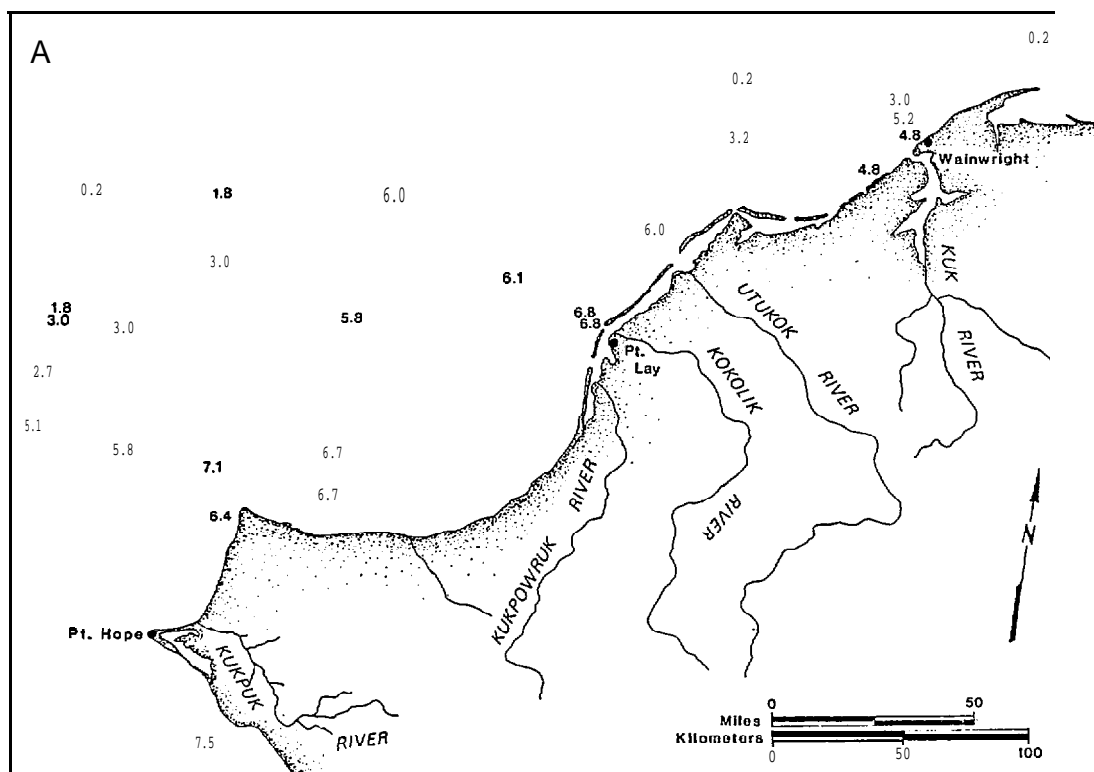 A
0.2
0.2
3.0
5.2
4.8
Wainwright
3.2
4.8
0.2
1.8
6.0
6.0
3.0
6.1
KUK
RIVER
1.8
3.0
3.0
5.8
6.8
6.8
Pt.
Lay
UTUKOK
RIVER
KOKOLIK
RIVER
2.7
5.1
5.8
7.1
6.7
6.7
6.4
KUKPOWRUK
RIVER
N
Pt. Hope
KUKPUK
RIVER
7.5
0 50
Miles
Kilometers
0 50 100